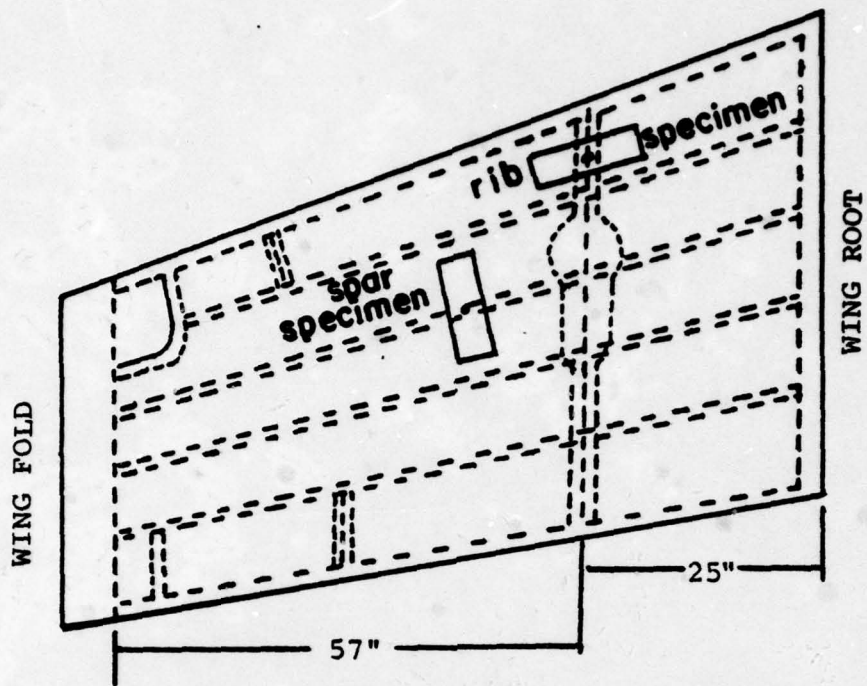 rib specimen
spar
specimen
WING FOLD
WING ROOT
25"
57"